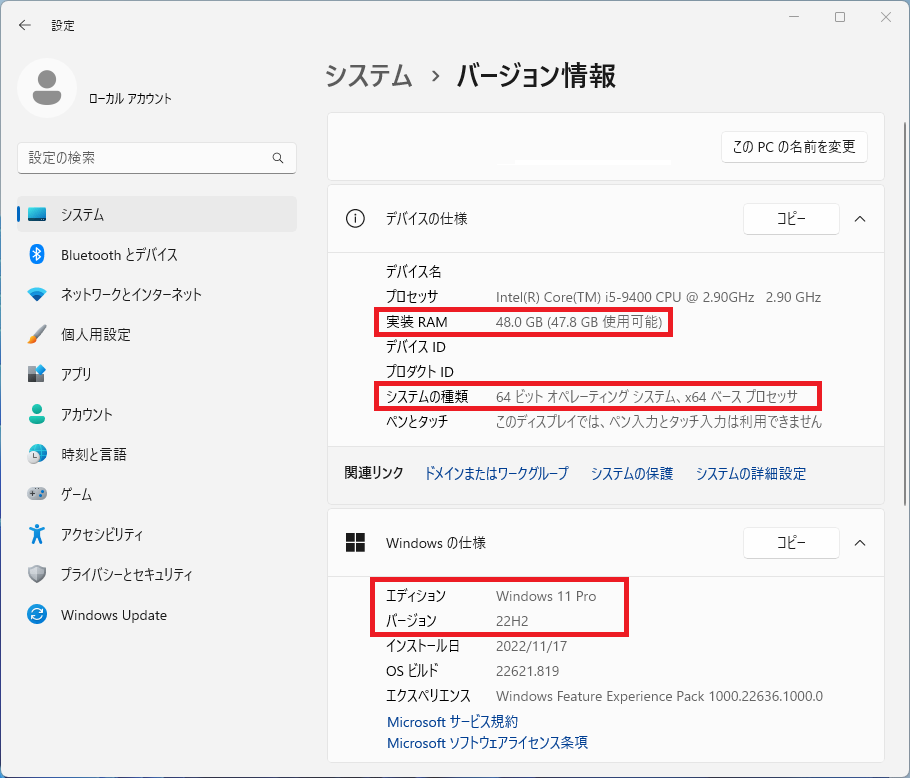 設定
ローカル アカウント
設定の検索
システム
Bluetooth とデバイス
ネットワークとインターネット
個人用設定
アプリ
アカウント
時刻と言語
ゲーム
アクセシビリティ
プライバシーとセキュリティ
Windows Update
システム › バージョン情報
この PC の名前を変更
デバイスの仕様 コピー
デバイス名
プロセッサ Intel(R) Core(TM) i5-9400 CPU @ 2.90GHz 2.90 GHz
実装 RAM 48.0 GB (47.8 GB 使用可能)
デバイス ID
プロダクト ID
システムの種類 64 ビット オペレーティング システム、x64 ベース プロセッサ
ペンとタッチ このディスプレイでは、ペン入力とタッチ入力は利用できません
関連リンク ドメインまたはワークグループ システムの保護 システムの詳細設定
Windows の仕様 コピー
エディション Windows 11 Pro
バージョン 22H2
インストール日 2022/11/17
OS ビルド 22621.819
エクスペリエンス Windows Feature Experience Pack 1000.22636.1000.0
Microsoft サービス規約
Microsoft ソフトウェアライセンス条項